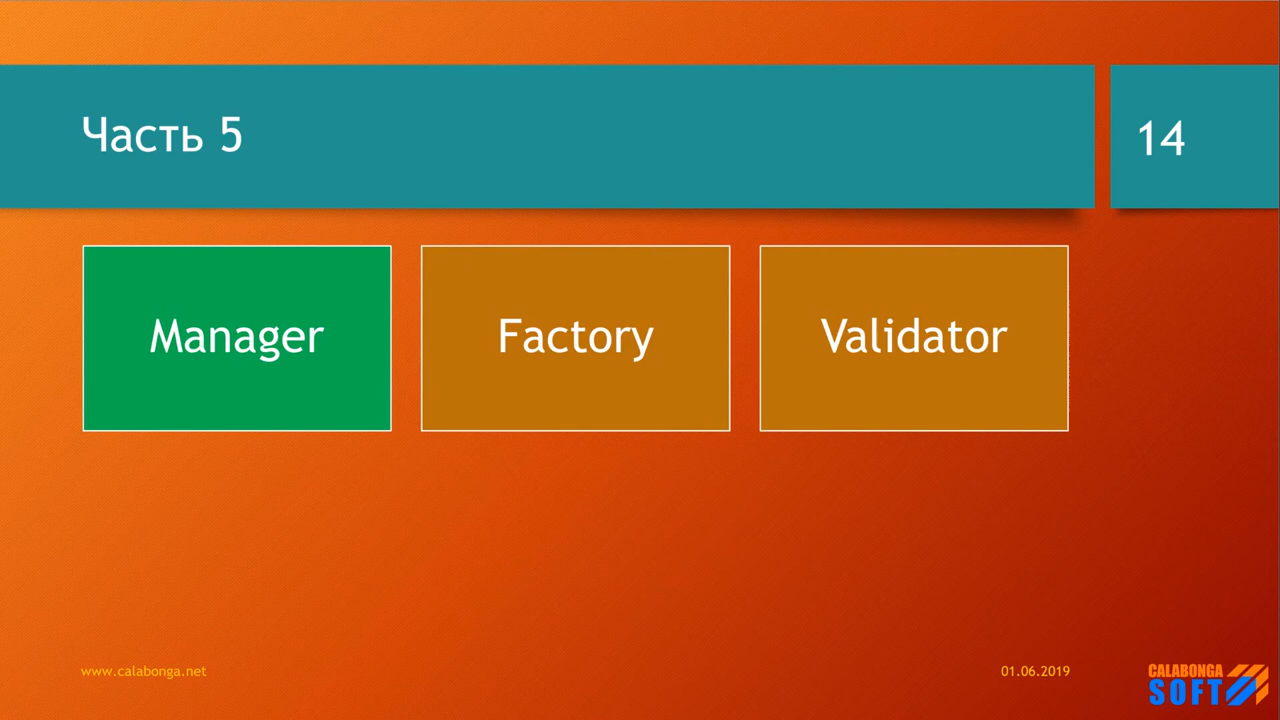 Часть 5
14
Manager
Factory
Validator
www.calabonga.net
01.06.2019
CALABONGA
SOFT